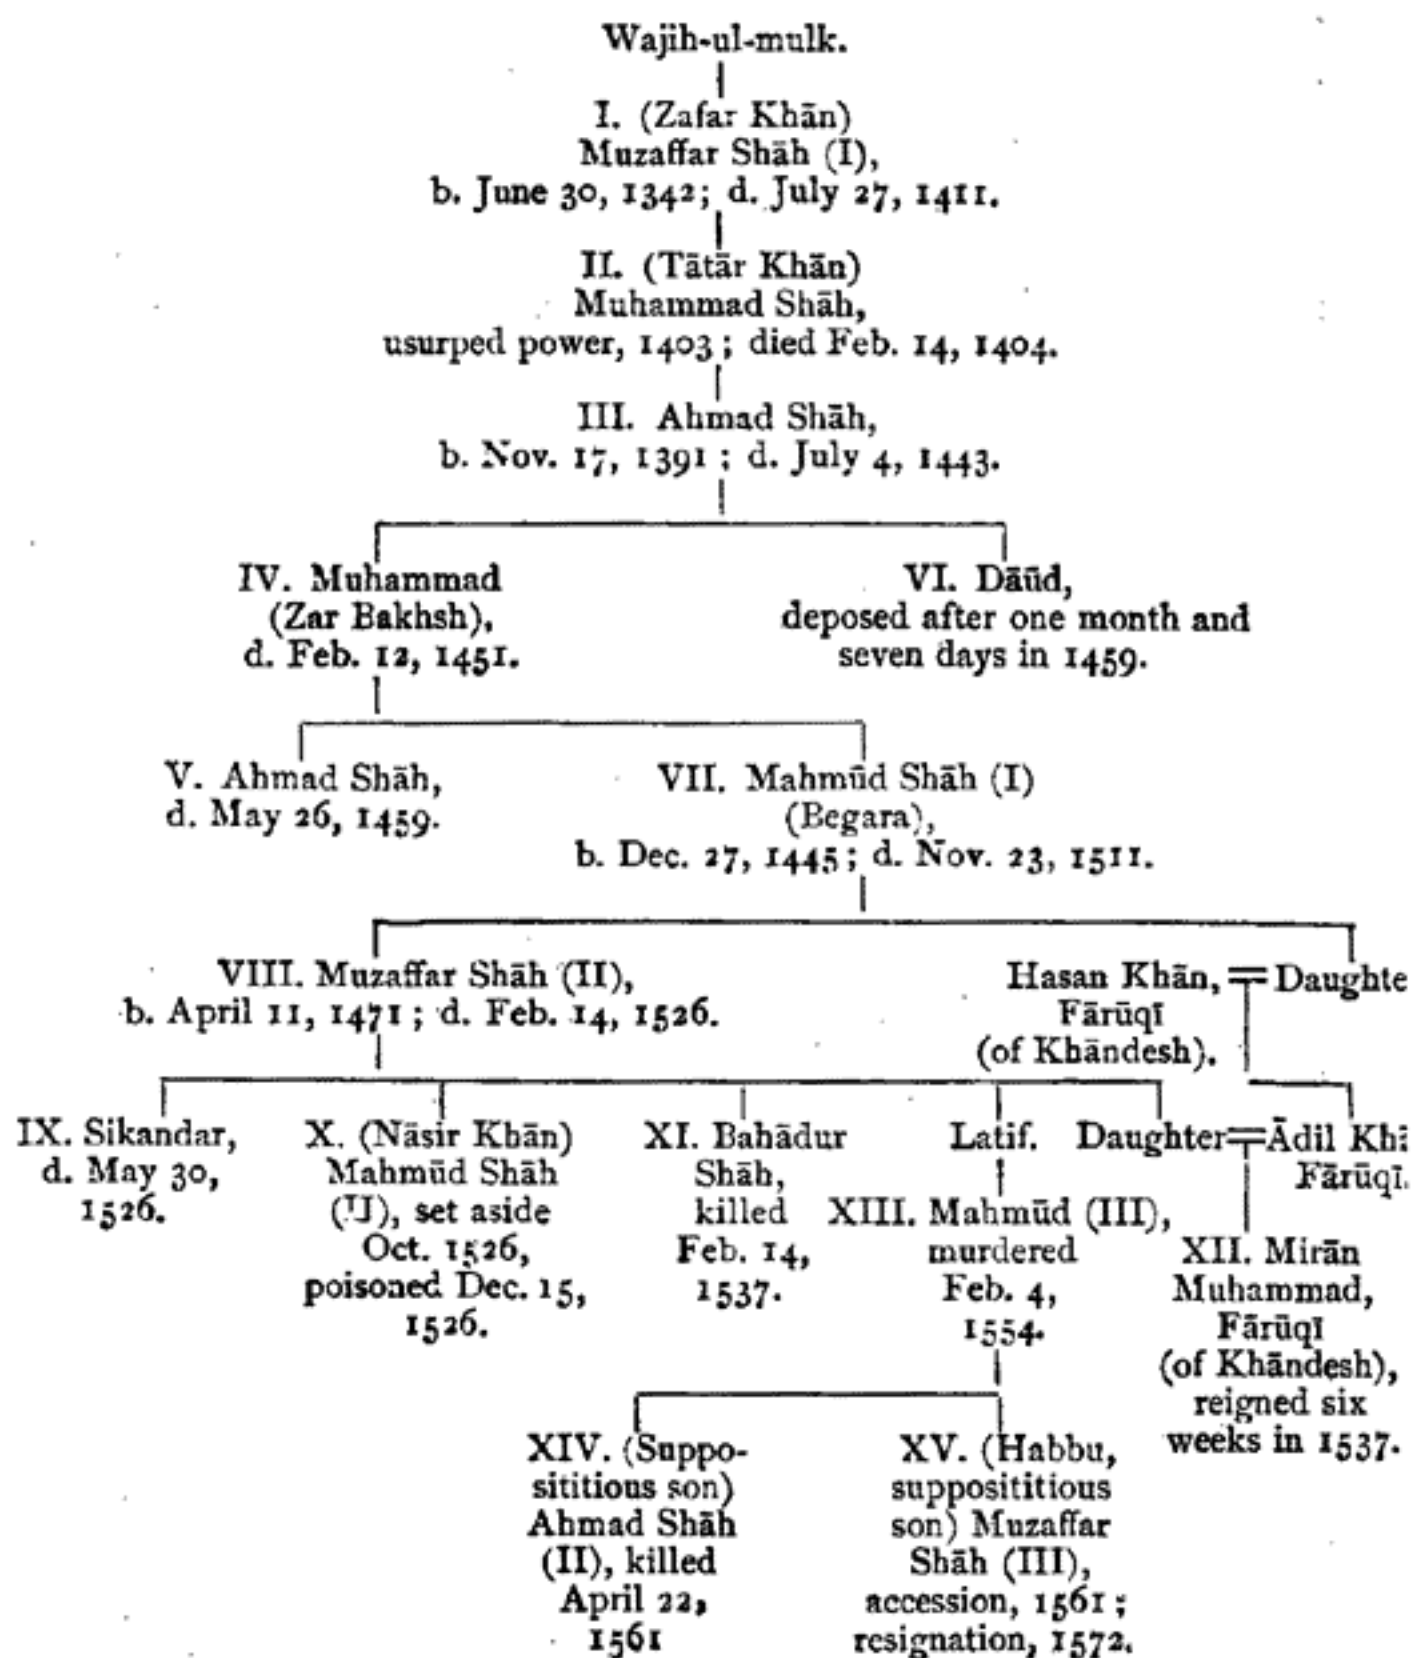 Wajih-ul-mulk.
I. (Zafar Khān)
Muzaffar Shāh (I),
b. June 30, 1342; d. July 27, 1411.
II. (Tātār Khān)
Muhammad Shāh,
usurped power, 1403; died Feb. 14, 1404.
III. Ahmad Shāh,
b. Nov. 17, 1391; d. July 4, 1443.
IV. Muhammad
(Zar Bakhsh),
d. Feb. 12, 1451.
VI. Dāūd,
deposed after one month and
seven days in 1459.
V. Ahmad Shāh,
d. May 26, 1459.
VII. Mahmūd Shāh (I)
(Begara),
b. Dec. 27, 1445; d. Nov. 23, 1511.
VIII. Muzaffar Shāh (II),
b. April 11, 1471; d. Feb. 14, 1526.
Hasan Khān,
Fārūqī
(of Khāndesh).
Daughte
IX. Sikandar,
d. May 30,
1526.
X. (Nāsir Khān)
Mahmūd Shāh
(II), set aside
Oct. 1526,
poisoned Dec. 15,
1526.
XI. Bahādur
Shāh,
killed
Feb. 14,
1537.
Latif.
XIII. Mahmūd (III),
murdered
Feb. 4,
1554.
Daughter
Ādil Khā
Fārūqī.
XII. Mirān
Muhammad,
Fārūqī
(of Khāndesh),
reigned six
weeks in 1537.
XIV. (Suppo-
sititious son)
Ahmad Shāh
(II), killed
April 22,
1561
XV. (Habbu,
supposititious
son) Muzaffar
Shāh (III),
accession, 1561;
resignation, 1572.